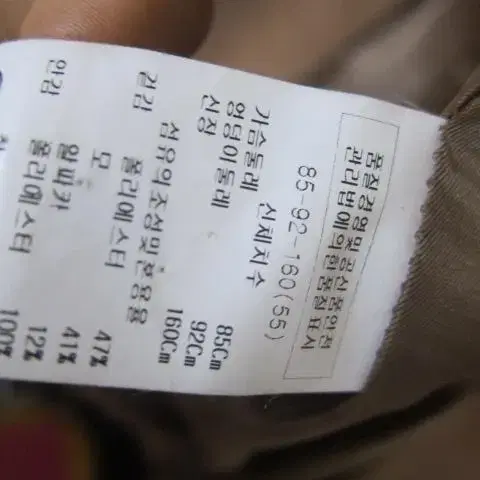 품질경영및공산품안전
관리법에의한품질표시
85-92-160(55)
신체치수
가슴둘레 85Cm
엉덩이둘레 92Cm
신장 160Cm
섬유의조성및혼용율
겉감 폴리에스터 47%
모 41%
알파카 12%
안감 폴리에스터 100%